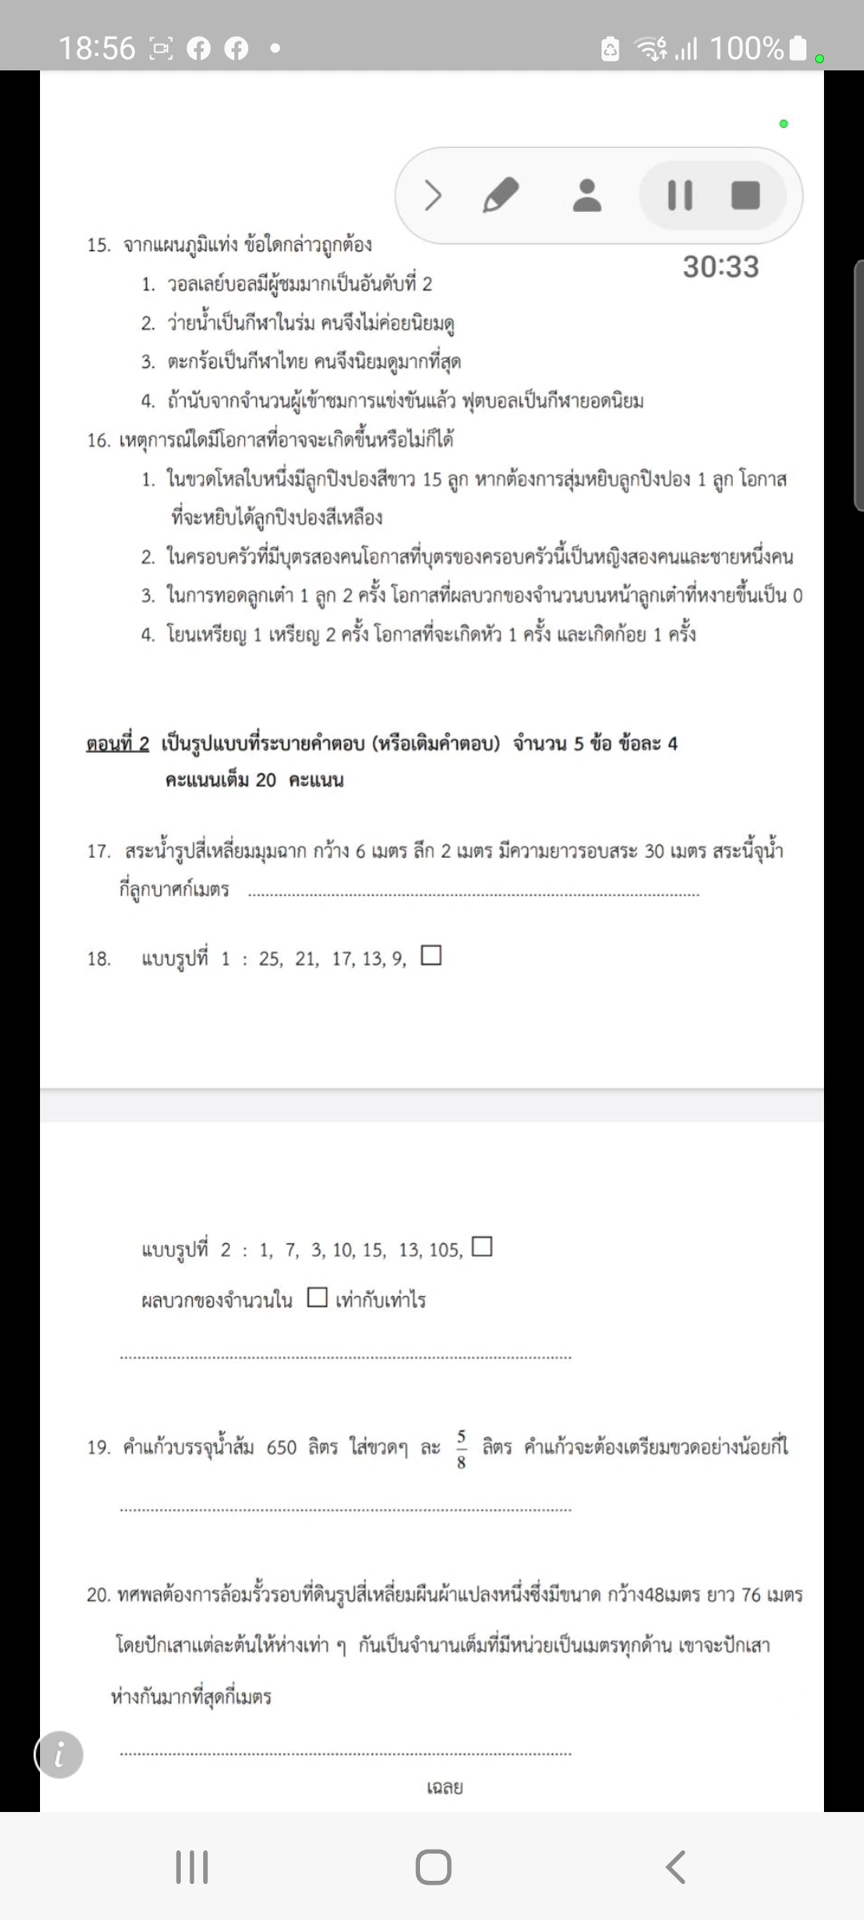 18:56
100%
30:33
15. จากแผนภูมิแท่ง ข้อใดกล่าวถูกต้อง
1. วอลเลย์บอลมีผู้ชมมากเป็นอันดับที่ 2
2. ว่ายน้ำเป็นกีฬาในร่ม คนจึงไม่ค่อยนิยมดู
3. ตะกร้อเป็นกีฬาไทย คนจึงนิยมดูมากที่สุด
4. ถ้านับจากจำนวนผู้เข้าชมการแข่งขันแล้ว ฟุตบอลเป็นกีฬายอดนิยม
16. เหตุการณ์ใดมีโอกาสที่อาจจะเกิดขึ้นหรือไม่ก็ได้
1. ในขวดโหลใบหนึ่งมีลูกปิงปองสีขาว 15 ลูก หากต้องการสุ่มหยิบลูกปิงปอง 1 ลูก โอกาส
ที่จะหยิบได้ลูกปิงปองสีเหลือง
2. ในครอบครัวที่มีบุตรสองคนโอกาสที่บุตรของครอบครัวนี้เป็นหญิงสองคนและชายหนึ่งคน
3. ในการทอดลูกเต๋า 1 ลูก 2 ครั้ง โอกาสที่ผลบวกของจำนวนบนหน้าลูกเต๋าที่หงายขึ้นเป็น 0
4. โยนเหรียญ 1 เหรียญ 2 ครั้ง โอกาสที่จะเกิดหัว 1 ครั้ง และเกิดก้อย 1 ครั้ง
ตอนที่ 2 เป็นรูปแบบที่ระบายคำตอบ (หรือเติมคำตอบ) จำนวน 5 ข้อ ข้อละ 4
คะแนนเต็ม 20 คะแนน
17. สระน้ำรูปสี่เหลี่ยมมุมฉาก กว้าง 6 เมตร ลึก 2 เมตร มีความยาวรอบสระ 30 เมตร สระนี้จุน้ำ
กี่ลูกบาศก์เมตร ........................................
18. แบบรูปที่ 1 : 25, 21, 17, 13, 9, □
แบบรูปที่ 2 : 1, 7, 3, 10, 15, 13, 105, □
ผลบวกของจำนวนใน □ เท่ากับเท่าไร
........................................
19. คำแก้วบรรจุน้ำส้ม 650 ลิตร ใส่ขวดๆ ละ 5/8 ลิตร คำแก้วจะต้องเตรียมขวดอย่างน้อยกี่ใ
........................................
20. ทศพลต้องการล้อมรั้วรอบที่ดินรูปสี่เหลี่ยมผืนผ้าแปลงหนึ่งซึ่งมีขนาด กว้าง48เมตร ยาว 76 เมตร
โดยปักเสาแต่ละต้นให้ห่างเท่า ๆ กันเป็นจำนานเต็มที่มีหน่วยเป็นเมตรทุกด้าน เขาจะปักเสา
ห่างกันมากที่สุดกี่เมตร
........................................
เฉลย